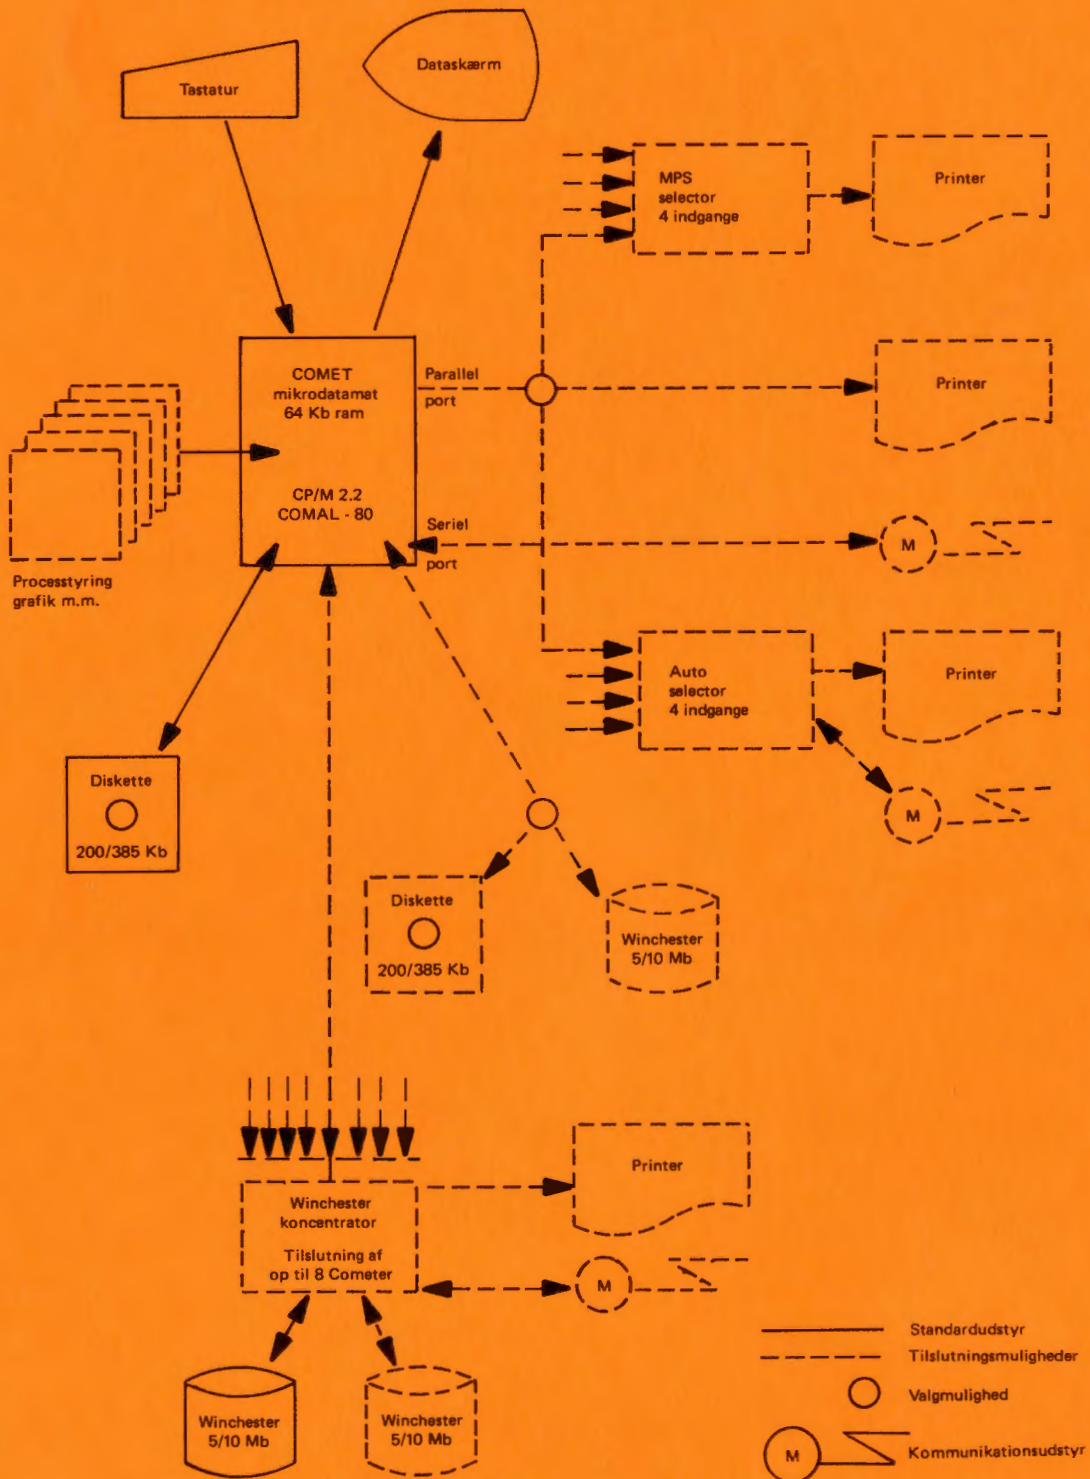 Tastatur
Dataskærm
MPS
selector
4 indgange
Printer
COMET
mikrodatamat
64 Kb ram
CP/M 2.2
COMAL - 80
Parallel
port
Printer
Seriel
port
M
Processtyring
grafik m.m.
Auto
selector
4 indgange
Printer
M
Diskette
200/385 Kb
Diskette
200/385 Kb
Winchester
5/10 Mb
Winchester
koncentrator
Tilslutning af
op til 8 Cometer
Printer
M
Winchester
5/10 Mb
Winchester
5/10 Mb
Standardudstyr
Tilslutningsmuligheder
Valgmulighed
M
Kommunikationsudstyr